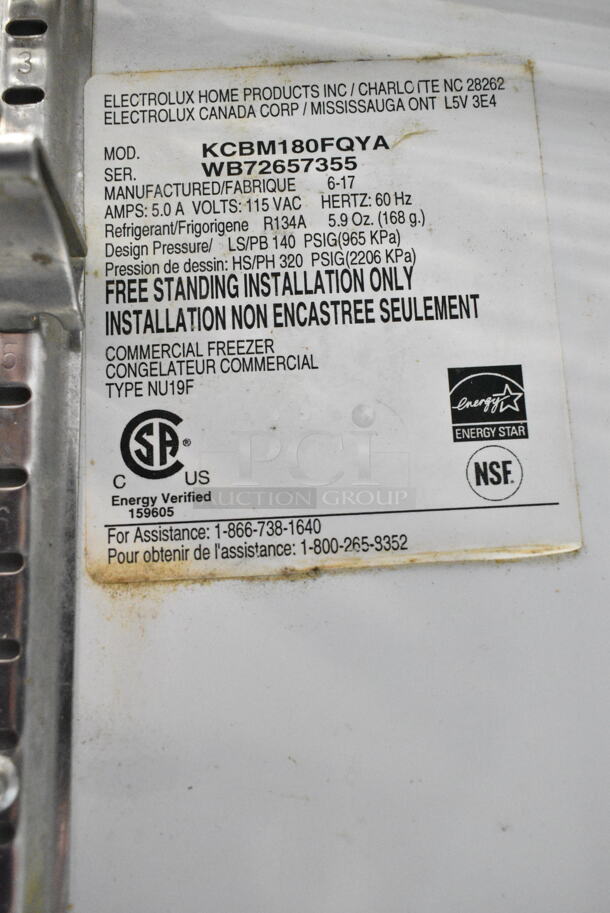 3
5
ELECTROLUX HOME PRODUCTS INC / CHARLOTTE NC 28262
ELECTROLUX CANADA CORP / MISSISSAUGA ONT L5V 3E4
MOD. KCBM180FQYA
SER. WB72657355
MANUFACTURED/FABRIQUE 6-17
AMPS: 5.0 A VOLTS: 115 VAC HERTZ: 60 Hz
Refrigerant/Frigorigene R134A 5.9 Oz. (168 g.)
Design Pressure/ LS/PB 140 PSIG(965 KPa)
Pression de dessin: HS/PH 320 PSIG(2206 KPa)
FREE STANDING INSTALLATION ONLY
INSTALLATION NON ENCASTREE SEULEMENT
COMMERCIAL FREEZER
CONGELATEUR COMMERCIAL
TYPE NU19F
energy
ENERGY STAR
SA®
C US
NSF.
Energy Verified
159605
PCI
AUCTION GROUP
For Assistance: 1-866-738-1640
Pour obtenir de l'assistance: 1-800-265-8352